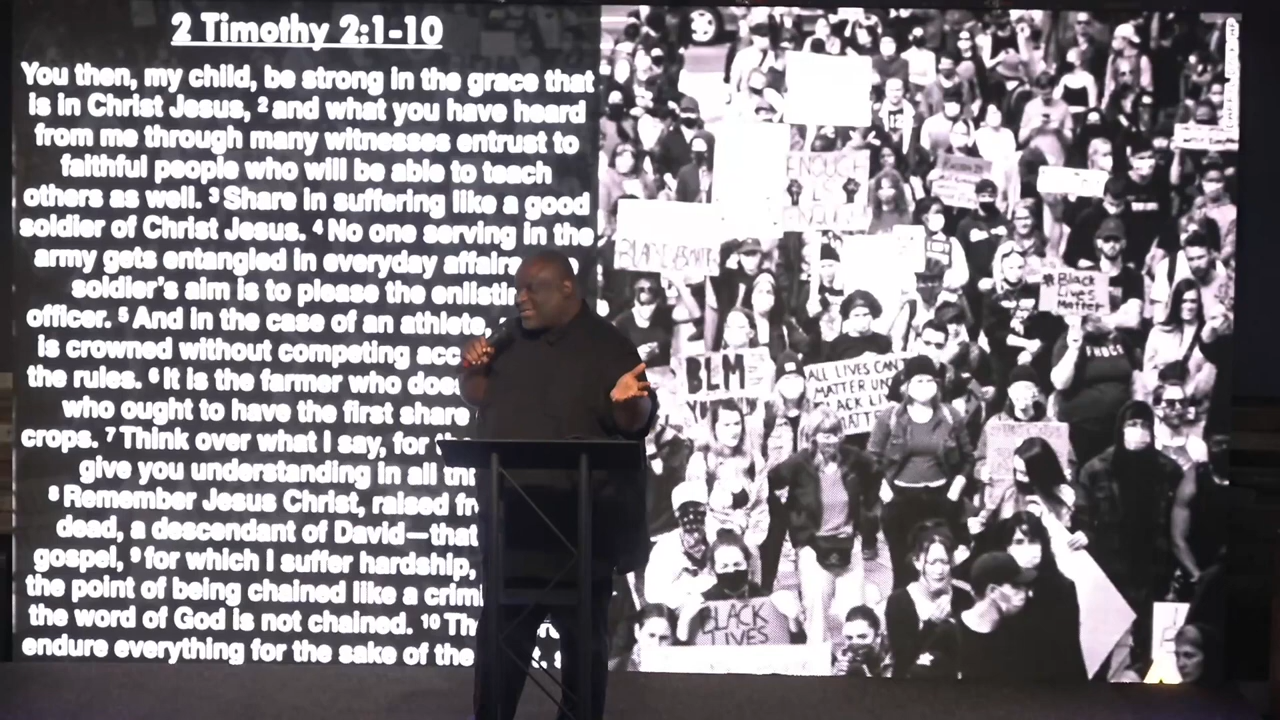 2 Timothy 2:1-10
You then, my child, be strong in the grace that
is in Christ Jesus, 2 and what you have heard
from me through many witnesses entrust to
faithful people who will be able to teach
others as well. 3 Share in suffering like a good
soldier of Christ Jesus. 4 No one serving in the
army gets entangled in everyday affairs
soldier's aim is to please the
officer. 5 And in the case of an athlete,
is crowned without competing
the rules. 6 It is the farmer who
who ought to have the first share
crops. 7 Think over what I say, for
give you understanding in all
8 Remember Jesus Christ, raised
dead, a descendant of David—that
gospel, 9 for which I suffer hardship,
the point of being chained like a
the word of God is not chained. 10
endure everything for the sake of the
ENOUGH
IS
ENOUGH
#Black
Lives
Matter
BLM
ALL LIVES CAN'T
MATTER
LIVES